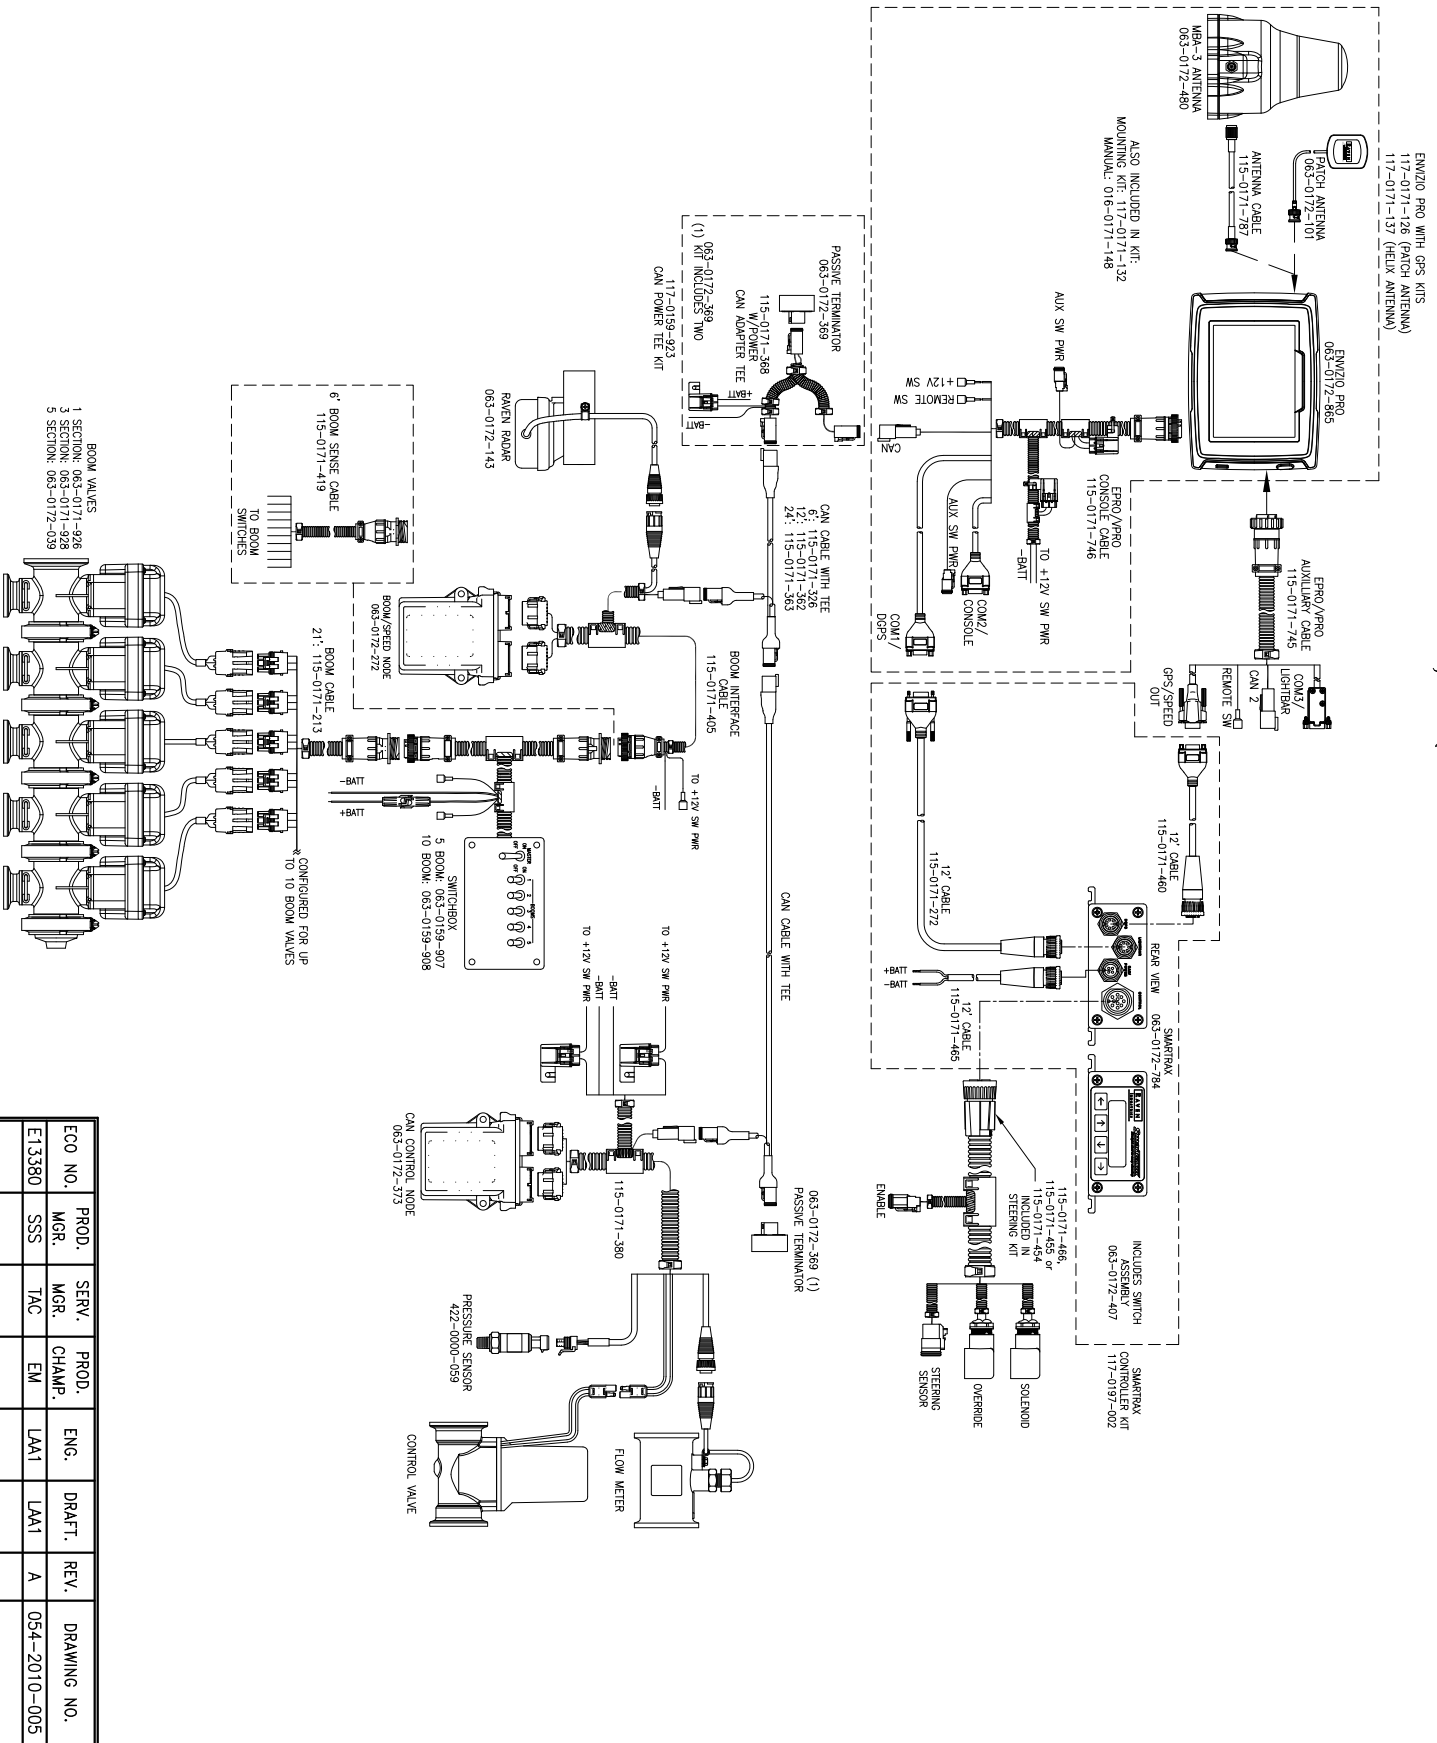 ENVIZIO PRO WITH GPS KITS
117-0171-126 (PATCH ANTENNA)
117-0171-137 (HELIX ANTENNA)
MBA-3 ANTENNA
063-0172-480
PATCH ANTENNA
063-0172-101
ANTENNA CABLE
115-0171-787
ALSO INCLUDED IN KIT:
MOUNTING KIT: 117-0171-132
MANUAL: 016-0171-148
ENVIZIO PRO
063-0172-865
AUX SW PWR
+12V SW
REMOTE SW
CAN
EPRO/VPRO
CONSOLE CABLE
115-0171-746
TO +12V SW PWR
-BATT
AUX SW PWR
COM2/
CONSOLE
COM1/
DGPS
EPRO/VPRO
AUXILLIARY CABLE
115-0171-745
COM3/
LIGHTBAR
CAN 2
REMOTE SW
GPS/SPEED
OUT
12' CABLE
115-0171-460
12' CABLE
115-0171-272
+BATT
-BATT
12' CABLE
115-0171-465
REAR VIEW
SMARTRAX
063-0172-784
RAVEN
INCLUDES SWITCH
ASSEMBLY
063-0172-407
SMARTRAX
CONTROLLER KIT
117-0197-002
115-0171-466,
115-0171-455 or
115-0171-454
INCLUDED IN
STEERING KIT
ENABLE
SOLENOID
OVERRIDE
STEERING
SENSOR
PASSIVE TERMINATOR
063-0172-369
115-0171-368
W/POWER
CAN ADAPTER TEE
+BATT
-BATT
063-0172-369
(1) KIT INCLUDES TWO
117-0159-923
CAN POWER TEE KIT
CAN CABLE WITH TEE
6': 115-0171-326
12': 115-0171-362
24': 115-0171-363
RAVEN RADAR
063-0172-143
BOOM/SPEED NODE
063-0172-272
BOOM INTERFACE
CABLE
115-0171-405
TO +12V SW PWR
-BATT
6' BOOM SENSE CABLE
115-0171-419
TO BOOM
SWITCHES
BOOM VALVES
1 SECTION: 063-0171-926
3 SECTION: 063-0171-928
5 SECTION: 063-0172-039
BOOM CABLE
21': 115-0171-213
-BATT
+BATT
MASTER
ON
OFF
ON
OFF
1
2
3
4
5
SWITCHBOX
5 BOOM: 063-0159-907
10 BOOM: 063-0159-908
CONFIGURED FOR UP
TO 10 BOOM VALVES
CAN CABLE WITH TEE
TO +12V SW PWR
-BATT
-BATT
TO +12V SW PWR
CAN CONTROL NODE
063-0172-373
115-0171-380
063-0172-369 (1)
PASSIVE TERMINATOR
PRESSURE SENSOR
422-0000-059
FLOW METER
CONTROL VALVE
ECO NO. PROD. MGR. SERV. MGR. PROD. CHAMP. ENG. DRAFT. REV. DRAWING NO.
E13380 SSS TAC EM LAA1 LAA1 A 054-2010-005